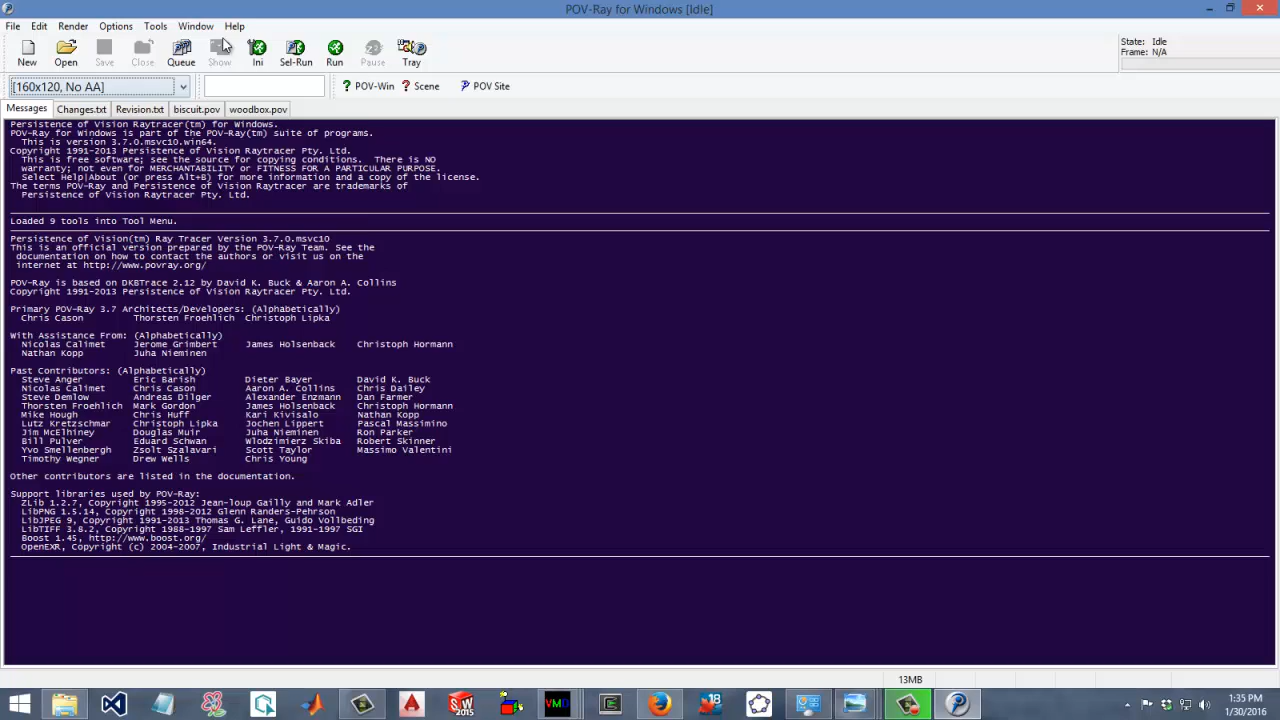 POV-Ray for Windows [Idle]
File Edit Render Options Tools Window Help
New Open Save Close Queue Show Ini Sel-Run Run Pause Tray
State: Idle
Frame: N/A
[160x120, No AA] POV-Win Scene POV Site
Messages Changes.txt Revision.txt biscuit.pov woodbox.pov
Persistence of Vision Raytracer(tm) for Windows.
POV-Ray for Windows is part of the POV-Ray(tm) suite of programs.
This is version 3.7.0.msvc10.win64.
Copyright 1991-2013 Persistence of Vision Raytracer Pty. Ltd.
This is free software; see the source for copying conditions. There is NO
warranty; not even for MERCHANTABILITY or FITNESS FOR A PARTICULAR PURPOSE.
Select Help|About (or press Alt+B) for more information and a copy of the license.
The terms POV-Ray and Persistence of Vision Raytracer are trademarks of
Persistence of Vision Raytracer Pty. Ltd.
Loaded 9 tools into Tool Menu.
Persistence of Vision(tm) Ray Tracer Version 3.7.0.msvc10
This is an official version prepared by the POV-Ray Team. See the
documentation on how to contact the authors or visit us on the
internet at http://www.povray.org/
POV-Ray is based on DKBTrace 2.12 by David K. Buck & Aaron A. Collins
Copyright 1991-2013 Persistence of Vision Raytracer Pty. Ltd.
Primary POV-Ray 3.7 Architects/Developers: (Alphabetically)
Chris Cason Thorsten Froehlich Christoph Lipka
With Assistance From: (Alphabetically)
Nicolas Calimet Jerome Grimbert James Holsenback Christoph Hormann
Nathan Kopp Juha Nieminen
Past Contributors: (Alphabetically)
Steve Anger Eric Barish Dieter Bayer David K. Buck
Nicolas Calimet Chris Cason Aaron A. Collins Chris Dailey
Steve Demlow Andreas Dilger Alexander Enzmann Dan Farmer
Thorsten Froehlich Mark Gordon James Holsenback Christoph Hormann
Mike Hough Chris Huff Kari Kivisalo Nathan Kopp
Lutz Kretzschmar Christoph Lipka Jochen Lippert Pascal Massimino
Jim McElhiney Douglas Muir Juha Nieminen Ron Parker
Bill Pulver Eduard Schwan Wlodzimierz Skiba Robert Skinner
Yvo Smellenbergh Zsolt Szalavari Scott Taylor Massimo Valentini
Timothy Wegner Drew Wells Chris Young
Other contributors are listed in the documentation.
Support libraries used by POV-Ray:
ZLib 1.2.7, Copyright 1995-2012 Jean-loup Gailly and Mark Adler
LibPNG 1.5.14, Copyright 1998-2012 Glenn Randers-Pehrson
LibJPEG 9, Copyright 1991-2013 Thomas G. Lane, Guido Vollbeding
LibTIFF 3.8.2, Copyright 1988-1997 Sam Leffler, 1991-1997 SGI
Boost 1.45, http://www.boost.org/
OpenEXR, Copyright (c) 2004-2007, Industrial Light & Magic.
13MB
SW 2015
VMD
18
1:35 PM
1/30/2016